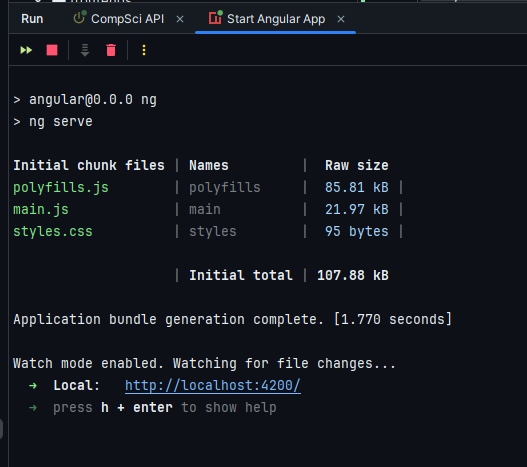 frontends
Run CompSci API × Start Angular App ×
> angular@0.0.0 ng
> ng serve
Initial chunk files | Names | Raw size
polyfills.js | polyfills | 85.81 kB |
main.js | main | 21.97 kB |
styles.css | styles | 95 bytes |
| Initial total | 107.88 kB
Application bundle generation complete. [1.770 seconds]
Watch mode enabled. Watching for file changes...
➜ Local: http://localhost:4200/
➜ press h + enter to show help